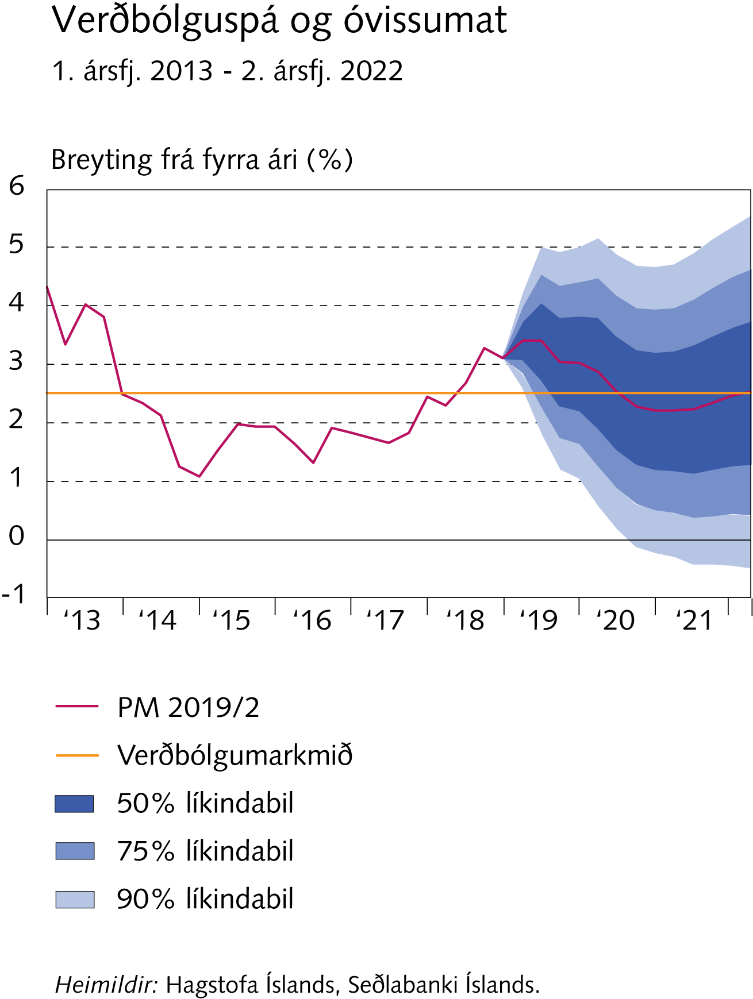 Verðbólguspá og óvissumat
1. ársfj. 2013 - 2. ársfj. 2022
Breyting frá fyrra ári (%)
6
5
4
3
2
1
0
-1
‘13 ‘14 ‘15 ‘16 ‘17 ‘18 ‘19 ‘20 ‘21
PM 2019/2
Verðbólgumarkmið
50% líkindabil
75% líkindabil
90% líkindabil
Heimildir: Hagstofa Íslands, Seðlabanki Íslands.